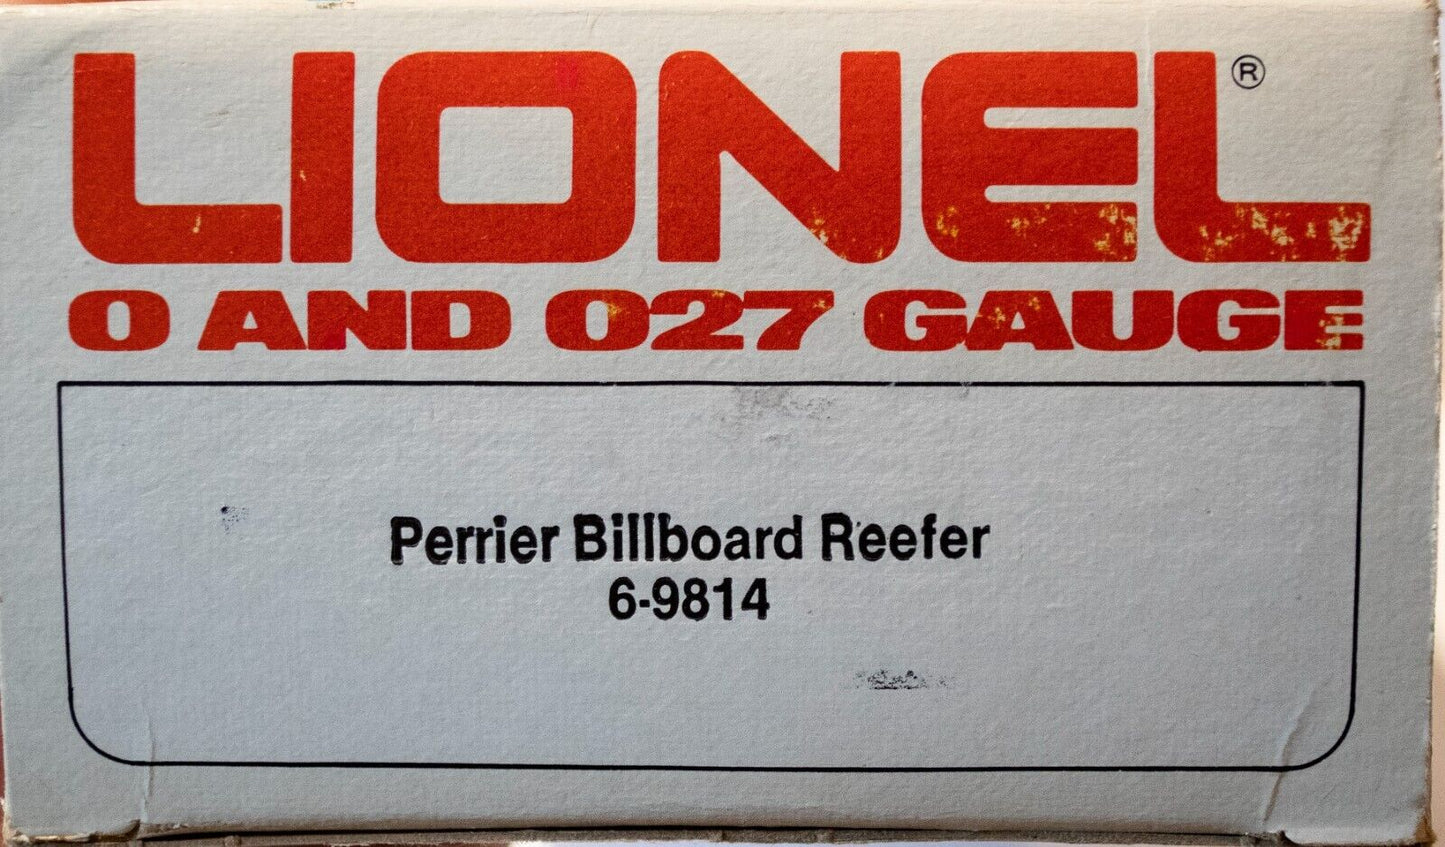 LIONEL®
O AND O27 GAUGE
Perrier Billboard Reefer
6-9814